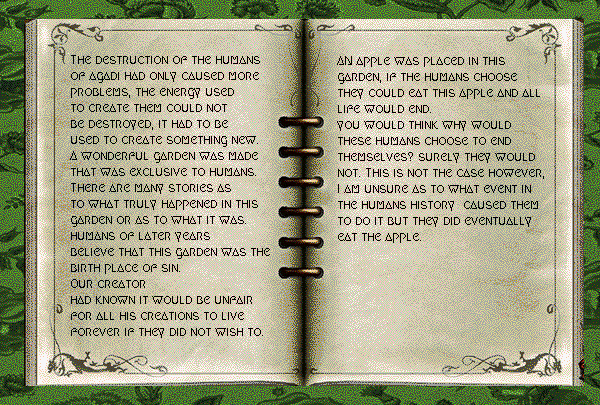 The destruction of the humans
of Agadi had only caused more
problems, the energy used
to create them could not
be destroyed, it had to be
used to create something new.
A wonderful garden was made
that was exclusive to humans.
There are many stories as
to what truly happened in this
garden or as to what it was.
Humans of later years
believe that this garden was the
birth place of sin.
Our creator
had known it would be unfair
for all his creations to live
forever if they did not wish to.
An apple was placed in this
garden, if the humans choose
they could eat this apple and all
life would end.
You would think why would
these humans choose to end
themselves? Surely they would
not. This is not the case however,
I am unsure as to what event in
the humans history caused them
to do it but they did eventually
eat the apple.